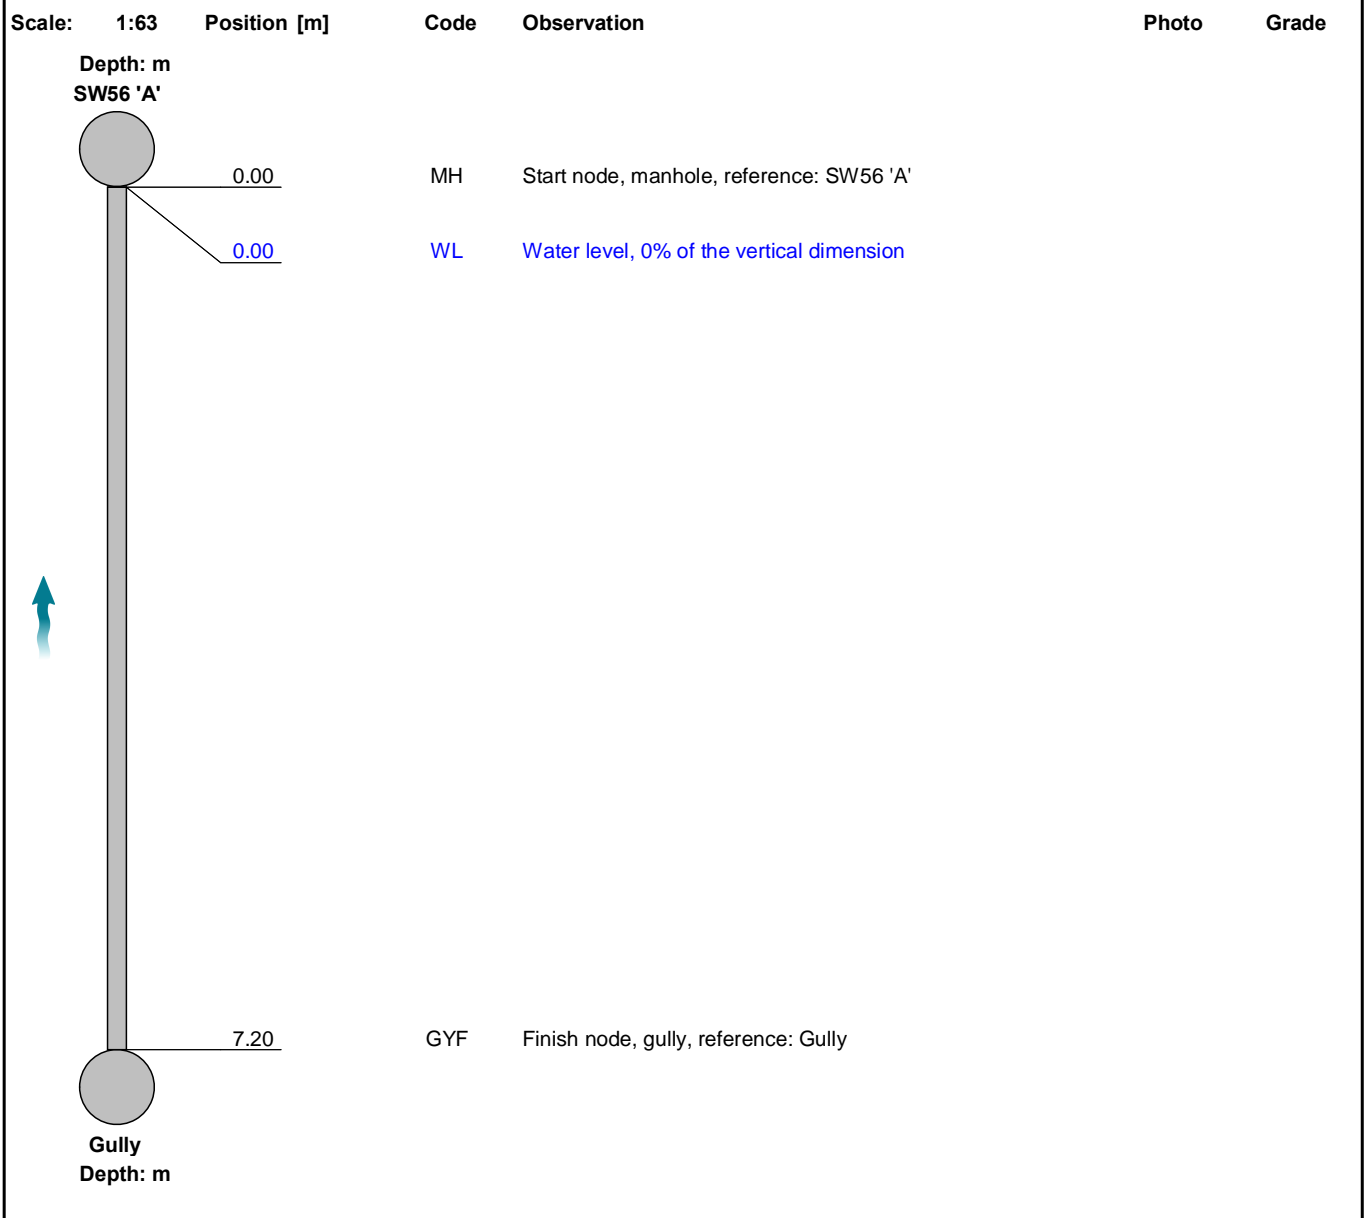 Scale: 1:63 Position [m] Code Observation Photo Grade
Depth: m
SW56 'A'
0.00 MH Start node, manhole, reference: SW56 'A'
0.00 WL Water level, 0% of the vertical dimension
7.20 GYF Finish node, gully, reference: Gully
Gully
Depth: m